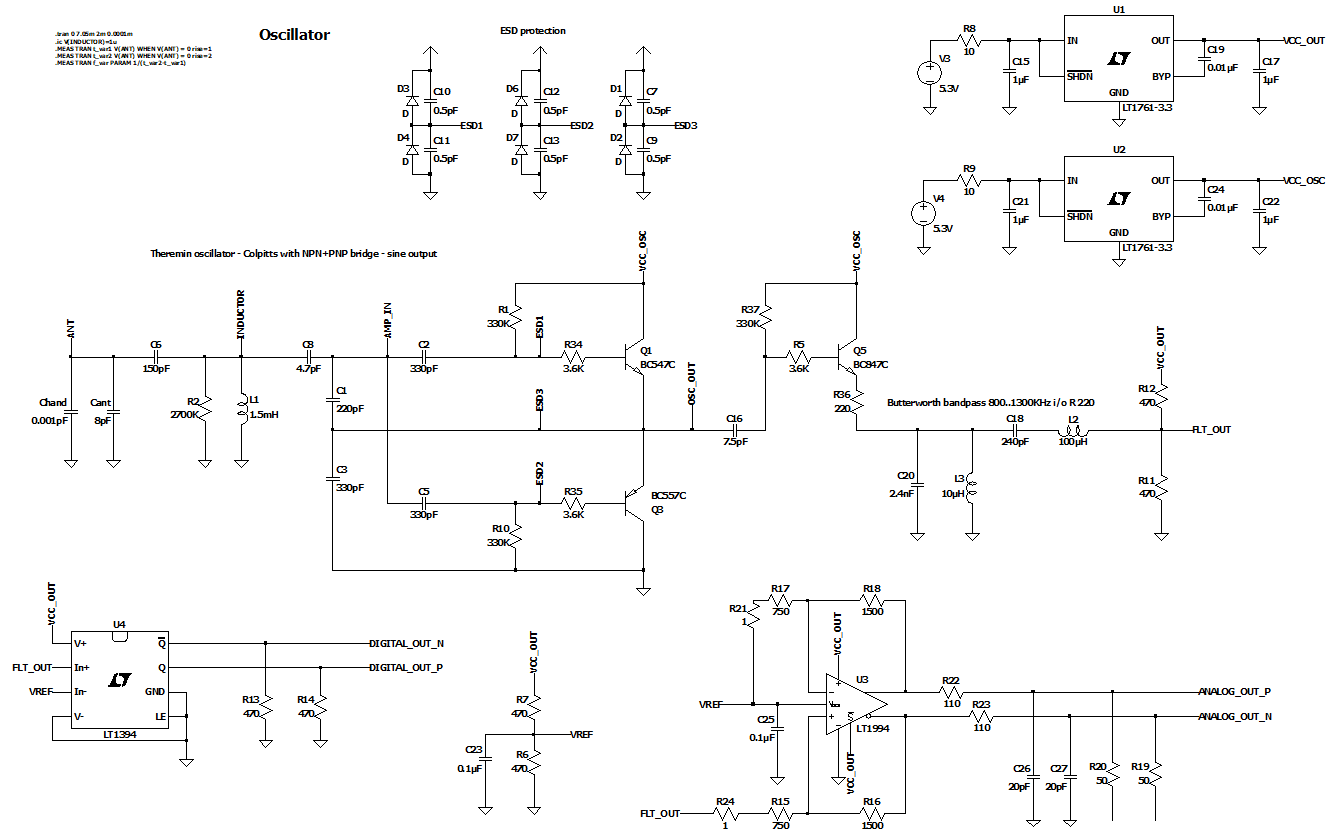 .tran 0 7.05m 2m 0.0001m
.ic V(INDUCTOR)=1u
.MEAS TRAN t_var1 V(ANT) WHEN V(ANT) = 0 rise=1
.MEAS TRAN t_var2 V(ANT) WHEN V(ANT) = 0 rise=2
.MEAS TRAN f_var PARAM 1/(t_var2-t_var1)
Oscillator
ESD protection
D3
D
C10
0.5pF
ESD1
D4
D
C11
0.5pF
D6
D
C12
0.5pF
ESD2
D7
D
C13
0.5pF
D1
D
C7
0.5pF
ESD3
D2
D
C9
0.5pF
V3
5.3V
R8
10
C15
1µF
U1
IN
OUT
SHDN
BYP
GND
LT1761-3.3
C19
0.01µF
C17
1µF
VCC_OUT
V4
5.3V
R9
10
C21
1µF
U2
IN
OUT
SHDN
BYP
GND
LT1761-3.3
C24
0.01µF
C22
1µF
VCC_OSC
Theremin oscillator - Colpitts with NPN+PNP bridge - sine output
ANT
Chand
0.001pF
Cant
8pF
C6
150pF
R2
2700K
INDUCTOR
L1
1.5mH
C8
4.7pF
AMP_IN
C1
220pF
C3
330pF
C2
330pF
C5
330pF
R1
330K
ESD1
R34
3.6K
ESD3
ESD2
R35
3.6K
R10
330K
VCC_OSC
Q1
BC547C
OSC_OUT
BC557C
Q3
C16
7.5pF
R37
330K
R5
3.6K
VCC_OSC
Q5
BC847C
R36
220
Butterworth bandpass 800..1300KHz i/o R 220
C20
2.4nF
L3
10µH
C18
240pF
L2
100µH
VCC_OUT
R12
470
FLT_OUT
R11
470
VCC_OUT
U4
V+
In+
In-
V-
Q
Q
GND
LE
LT1394
FLT_OUT
VREF
DIGITAL_OUT_N
DIGITAL_OUT_P
R13
470
R14
470
VCC_OUT
R7
470
VREF
C23
0.1µF
R6
470
R21
1
R17
750
R18
1500
VCC_OUT
U3
LT1994
VREF
C25
0.1µF
VCC_OUT
FLT_OUT
R24
1
R15
750
R16
1500
R22
110
R23
110
ANALOG_OUT_P
ANALOG_OUT_N
C26
20pF
C27
20pF
R20
50
R19
50